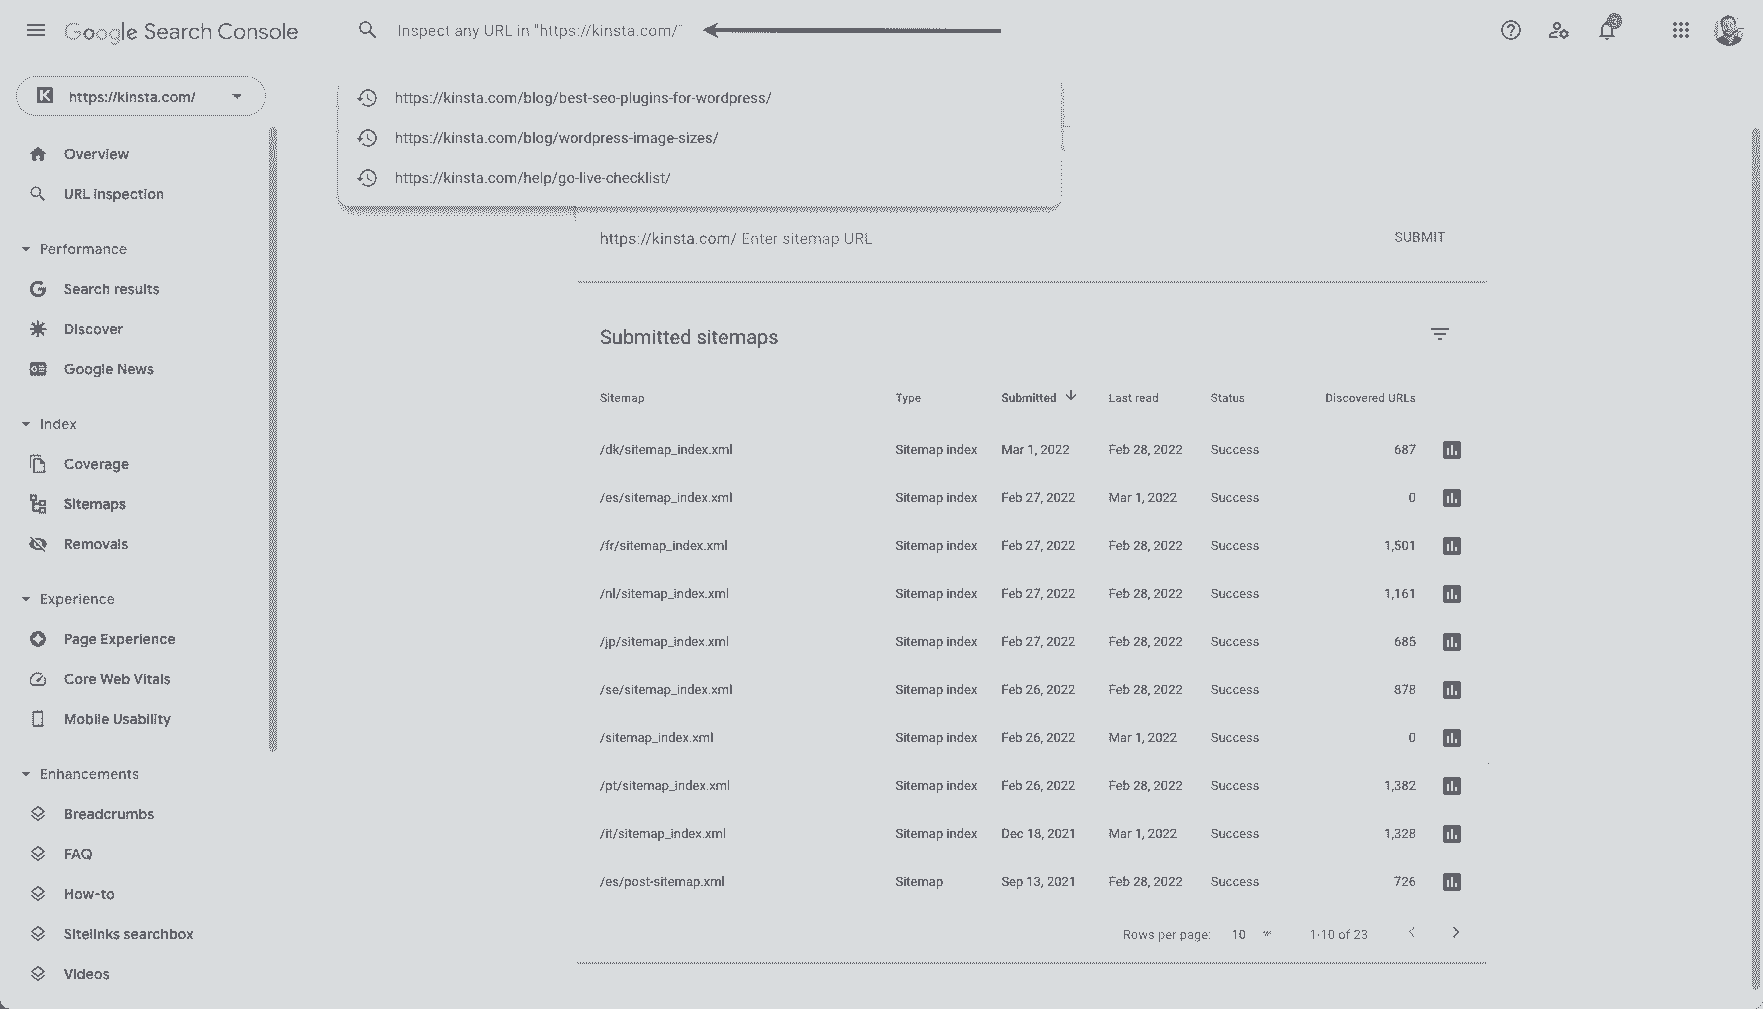 Google Search Console
Inspect any URL in "https://kinsta.com/"
https://kinsta.com/
https://kinsta.com/blog/best-seo-plugins-for-wordpress/
https://kinsta.com/blog/wordpress-image-sizes/
https://kinsta.com/help/go-live-checklist/
Overview
URL inspection
Performance
Search results
Discover
Google News
Index
Coverage
Sitemaps
Removals
Experience
Page Experience
Core Web Vitals
Mobile Usability
Enhancements
Breadcrumbs
FAQ
How-to
Sitelinks searchbox
Videos
https://kinsta.com/ Enter sitemap URL SUBMIT
Submitted sitemaps
Sitemap Type Submitted Last read Status Discovered URLs
/dk/sitemap_index.xml Sitemap index Mar 1, 2022 Feb 28, 2022 Success 687
/es/sitemap_index.xml Sitemap index Feb 27, 2022 Mar 1, 2022 Success 0
/fr/sitemap_index.xml Sitemap index Feb 27, 2022 Feb 28, 2022 Success 1,501
/nl/sitemap_index.xml Sitemap index Feb 27, 2022 Feb 28, 2022 Success 1,161
/jp/sitemap_index.xml Sitemap index Feb 27, 2022 Feb 28, 2022 Success
/se/sitemap_index.xml Sitemap index Feb 26, 2022 Feb 28, 2022 Success 878
/sitemap_index.xml Sitemap index Feb 26, 2022 Mar 1, 2022 Success 0
/pt/sitemap_index.xml Sitemap index Feb 26, 2022 Feb 28, 2022 Success 1,382
/it/sitemap_index.xml Sitemap index Dec 18, 2021 Mar 1, 2022 Success 1,328
/es/post-sitemap.xml Sitemap Sep 13, 2021 Feb 28, 2022 Success 726
Rows per page: 10 1-10 of 23